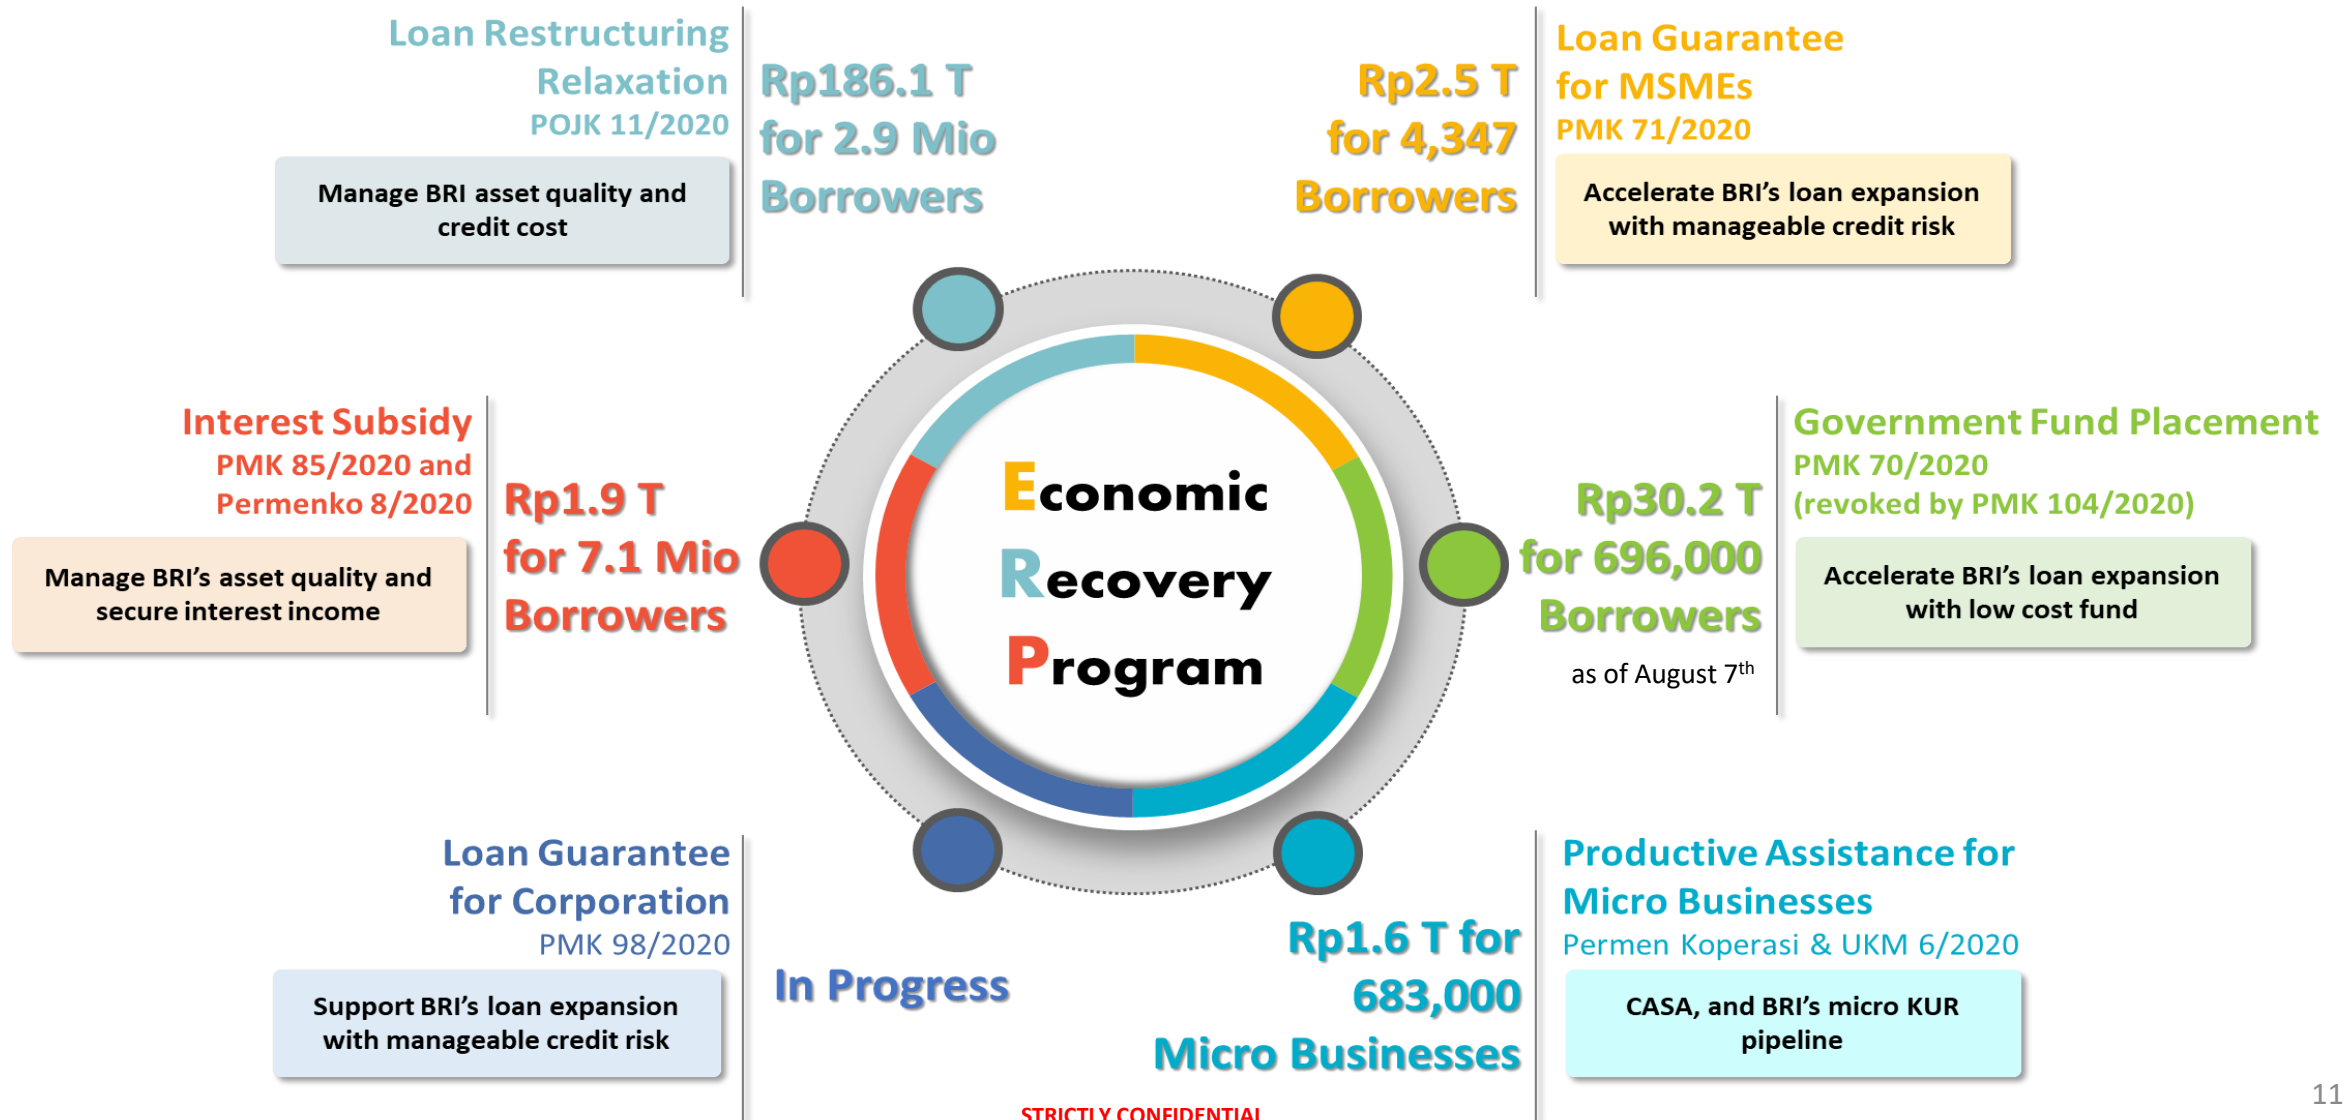 Loan Restructuring
Relaxation
POJK 11/2020
Manage BRI asset quality and
credit cost
Rp186.1 T
for 2.9 Mio
Borrowers
Rp2.5 T
for 4,347
Borrowers
Loan Guarantee
for MSMEs
PMK 71/2020
Accelerate BRI’s loan expansion
with manageable credit risk
Interest Subsidy
PMK 85/2020 and
Permenko 8/2020
Manage BRI’s asset quality and
secure interest income
Rp1.9 T
for 7.1 Mio
Borrowers
Economic
Recovery
Program
Rp30.2 T
for 696,000
Borrowers
as of August 7th
Government Fund Placement
PMK 70/2020
(revoked by PMK 104/2020)
Accelerate BRI’s loan expansion
with low cost fund
Loan Guarantee
for Corporation
PMK 98/2020
Support BRI’s loan expansion
with manageable credit risk
In Progress
Rp1.6 T for
683,000
Micro Businesses
Productive Assistance for
Micro Businesses
Permen Koperasi & UKM 6/2020
CASA, and BRI’s micro KUR
pipeline
STRICTLY CONFIDENTIAL
11